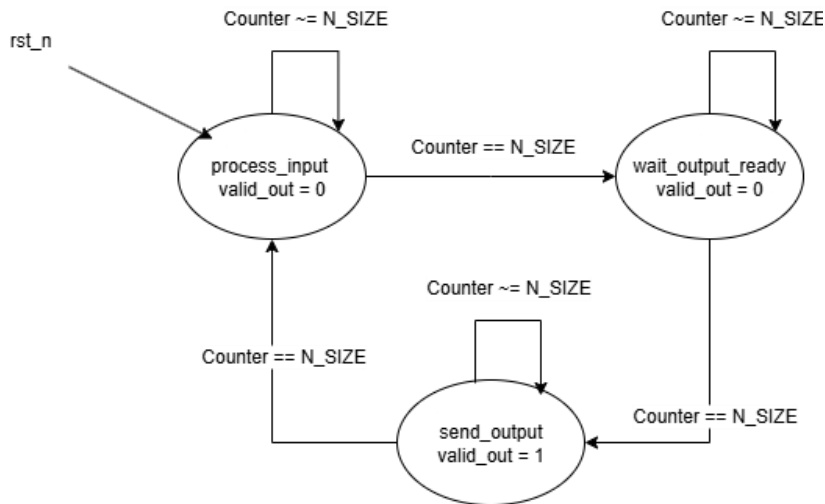 Counter ~= N_SIZE
Counter ~= N_SIZE
rst_n
Counter == N_SIZE
process_input
valid_out = 0
wait_output_ready
valid_out = 0
Counter ~= N_SIZE
Counter == N_SIZE
Counter == N_SIZE
send_output
valid_out = 1